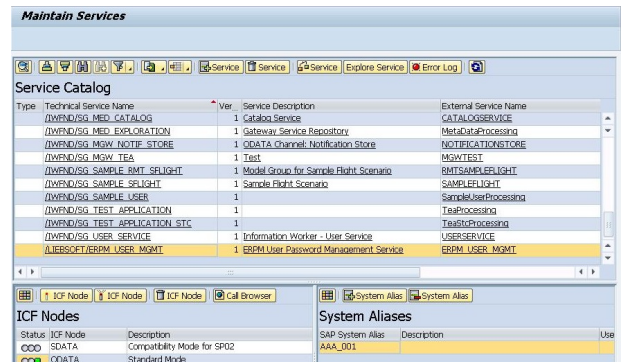 Maintain Services
Service Service Service Explore Service Error Log
Service Catalog
Type Technical Service Name Ver_ Service Description External Service Name
/IWFND/SG_MED_CATALOG 1 Catalog Service CATALOGSERVICE
/IWFND/SG_MED_EXPLORATION 1 Gateway Service Repository MetaDataProcessing
/IWFND/SG_MGW_NOTIF_STORE 1 ODATA Channel: Notification Store NOTIFICATIONSTORE
/IWFND/SG_MGW_TEA 1 Test MGWTEST
/IWFND/SG_SAMPLE_RMT_SFLIGHT 1 Model Group for Sample Flight Scenario RMTSAMPLEFLIGHT
/IWFND/SG_SAMPLE_SFLIGHT 1 Sample Flight Scenario SAMPLEFLIGHT
/IWFND/SG_SAMPLE_USER 1 SampleUserProcessing
/IWFND/SG_TEST_APPLICATION 1 TeaProcessing
/IWFND/SG_TEST_APPLICATION_STC 1 TeaStcProcessing
/IWFND/SG_USER_SERVICE 1 Information Worker - User Service USERSERVICE
/LIEBSOFT/ERPM_USER_MGMT 1 ERPM User Password Management Service ERPM_USER_MGMT
ICF Node ICF Node ICF Node Call Browser System Alias System Alias
ICF Nodes System Aliases
Status ICF Node Description SAP System Alias Description Use
SDATA Compatibility Mode for SP02 AAA_001
ODATA Standard Mode